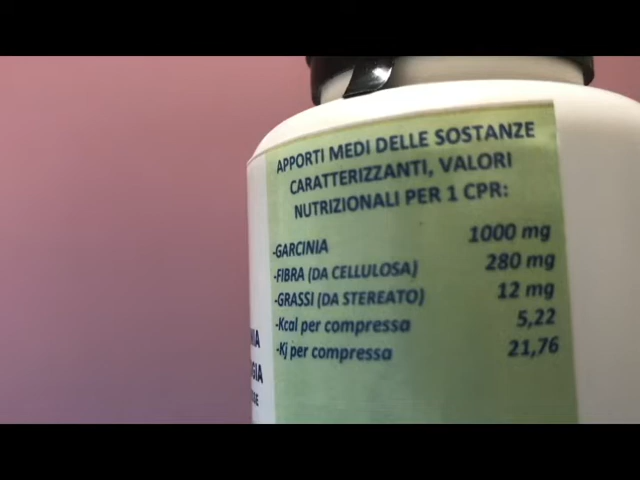 APPORTI MEDI DELLE SOSTANZE
CARATTERIZZANTI, VALORI
NUTRIZIONALI PER 1 CPR:
-GARCINIA 1000 mg
-FIBRA (DA CELLULOSA) 280 mg
-GRASSI (DA STEREATO) 12 mg
-Kcal per compressa 5,22
-Kj per compressa 21,76